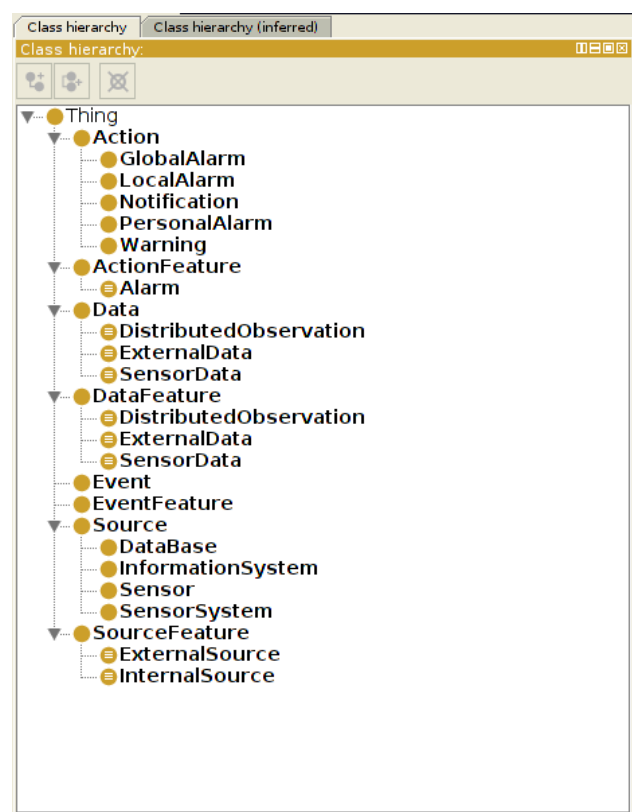 Class hierarchy Class hierarchy (inferred)
Class hierarchy:
Thing
Action
GlobalAlarm
LocalAlarm
Notification
PersonalAlarm
Warning
ActionFeature
Alarm
Data
DistributedObservation
ExternalData
SensorData
DataFeature
DistributedObservation
ExternalData
SensorData
Event
EventFeature
Source
DataBase
InformationSystem
Sensor
SensorSystem
SourceFeature
ExternalSource
InternalSource